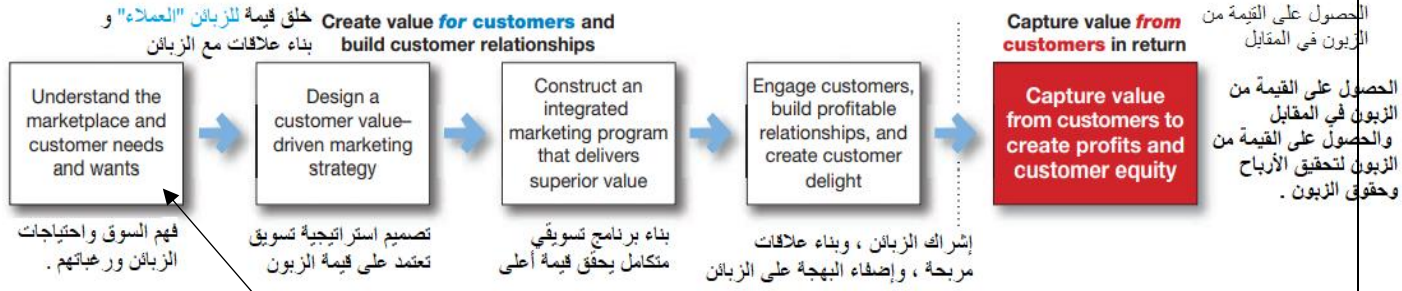 خلق قيمة للزبائن "العملاء" و
بناء علاقات مع الزبائن
Create value for customers and
build customer relationships
Capture value from
customers in return
الحصول على القيمة من
الزبون في المقابل
Understand the
marketplace and
customer needs
and wants
Design a
customer value–
driven marketing
strategy
Construct an
integrated
marketing program
that delivers
superior value
Engage customers,
build profitable
relationships, and
create customer
delight
Capture value
from customers to
create profits and
customer equity
الحصول على القيمة من
الزبون في المقابل
والحصول على القيمة من
الزبون لتحقيق الأرباح
وحقوق الزبون .
فهم السوق واحتياجات
الزبائن ورغباتهم .
تصميم استراتيجية تسويق
تعتمد على قيمة الزبون
بناء برنامج تسويقي
متكامل يحقق قيمة أعلى
إشراك الزبائن ، وبناء علاقات
مربحة ، وإضفاء البهجة على الزبائن